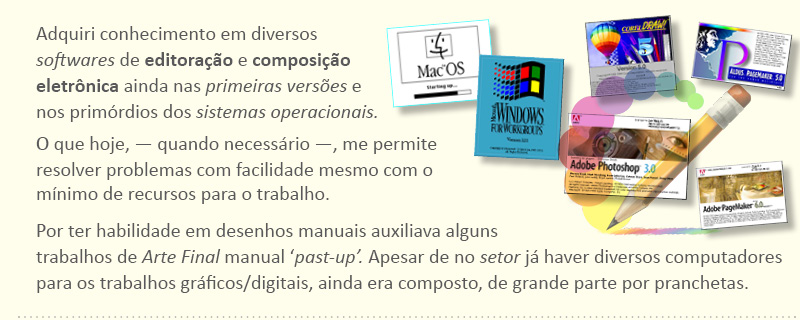 Adquiri conhecimento em diversos
softwares de editoração e composição
eletrônica ainda nas primeiras versões e
nos primórdios dos sistemas operacionais.
O que hoje, — quando necessário —, me permite
resolver problemas com facilidade mesmo com o
mínimo de recursos para o trabalho.
Por ter habilidade em desenhos manuais auxiliava alguns
trabalhos de Arte Final manual ‘past-up’. Apesar de no setor já haver diversos computadores
para os trabalhos gráficos/digitais, ainda era composto, de grande parte por pranchetas.
Mac OS
Starting up...
Microsoft
WINDOWS
FOR WORKGROUPS
CORELDRAW!
5
Version 5.0
P
ALDUS PAGEMAKER 5.0
Adobe Photoshop 3.0
Adobe PageMaker 6.0